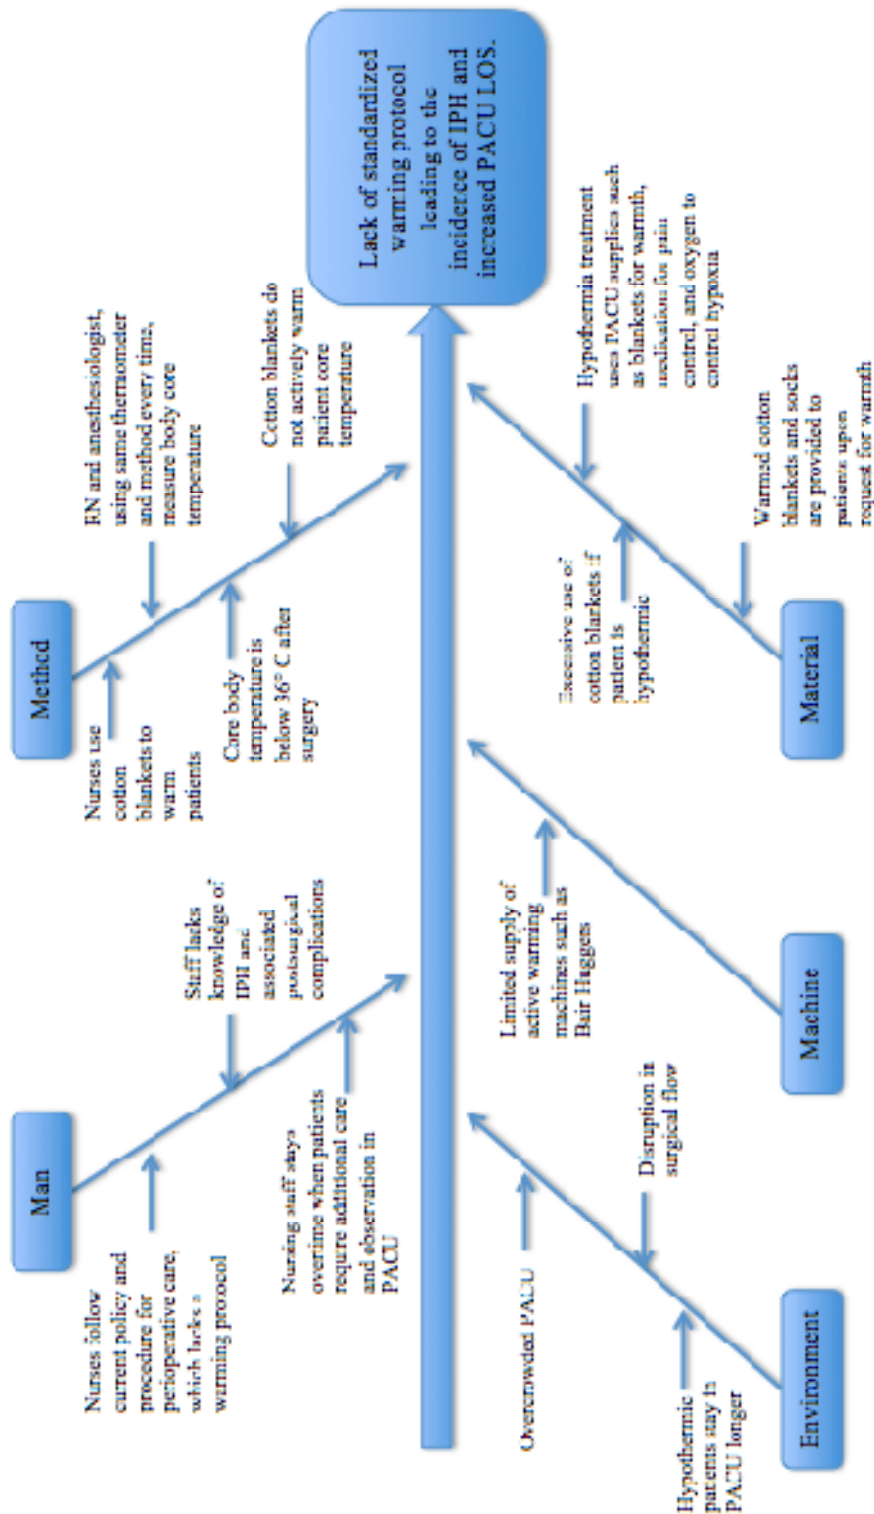 Man
Method
Nurses follow
current policy and
procedure for
perioperative care,
which lacks a
warming protocol
Staff lacks
knowledge of
IPH and
associated
postsurgical
complications
Nursing staff stays
overtime when patients
require additional care
and observation in
PACU
Nurses use
cotton
blankets to
warm
patients
RN and anesthesiologist,
using same thermometer
and method every time,
measure body core
temperature
Core body
temperature is
below 36° C after
surgery
Cotton blankets do
not actively warm
patient core
temperature
Lack of standardized
warming protocol
leading to the
incidence of IPH and
increased PACU LOS.
Overcrowded PACU
Hypothermic
patients stay in
PACU longer
Disruption in
surgical flow
Limited supply of
active warming
machines such as
Bair Huggers
Excessive use of
cotton blankets if
patient is
hypothermic
Hypothermia treatment
uses PACU supplies such
as blankets for warmth,
medication for pain
control, and oxygen to
control hypoxia
Warmed cotton
blankets and socks
are provided to
patients upon
request for warmth
Environment
Machine
Material